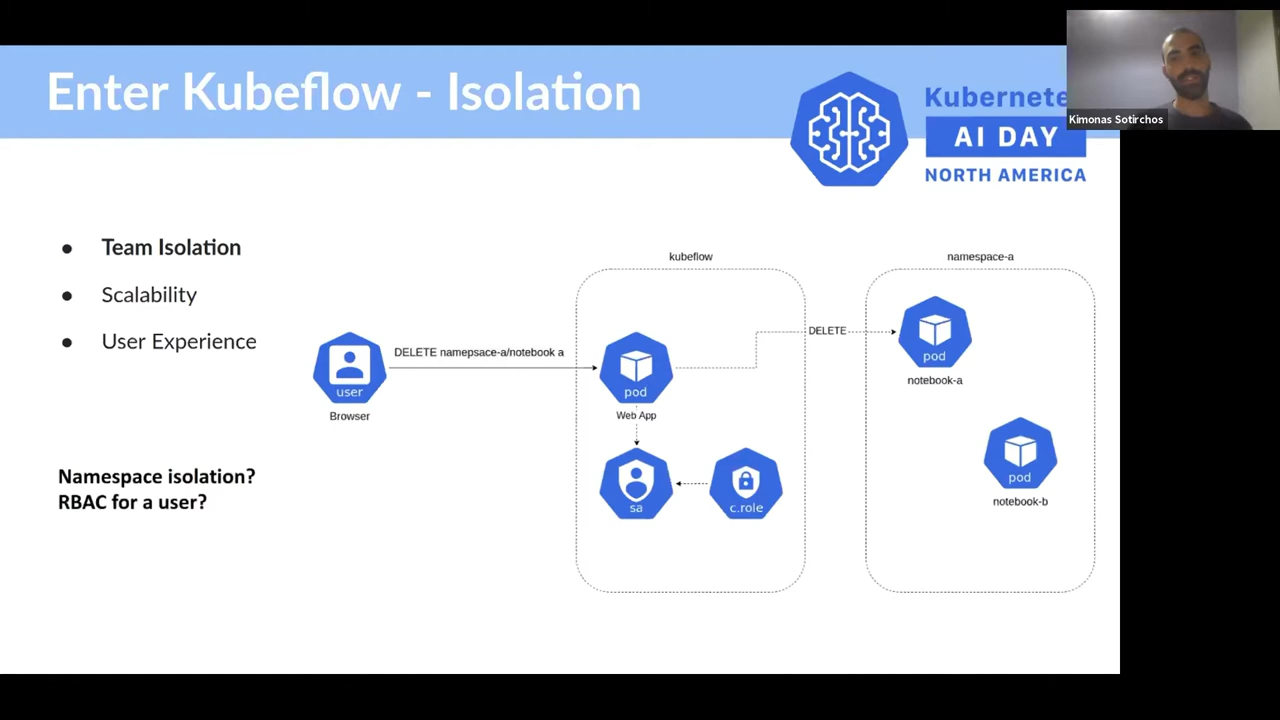 Enter Kubeflow - Isolation
Kubernete
AI DAY
NORTH AMERICA
Kimonas Sotirchos
● Team Isolation
● Scalability
● User Experience
Namespace isolation?
RBAC for a user?
user
Browser
DELETE namepsace-a/notebook a
kubeflow
pod
Web App
sa
c.role
DELETE
namespace-a
pod
notebook-a
pod
notebook-b